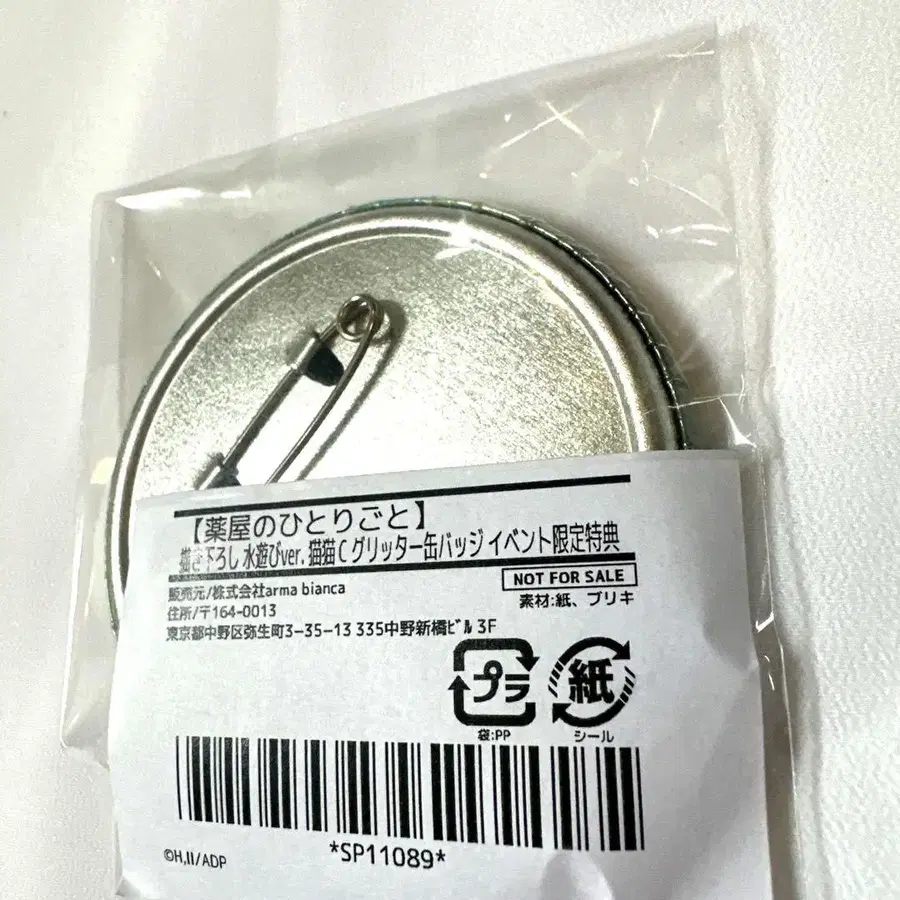 【薬屋のひとりごと】
描き下ろし 水遊びver. 猫猫 C グリッター缶バッジ イベント限定特典
販売元/株式会社arma bianca
NOT FOR SALE
住所/〒164-0013
素材:紙、ブリキ
東京都中野区弥生町3-35-13 335中野新橋ビル 3F
プラ
紙
袋:PP
シール
*SP11089*
©H,II/ADP